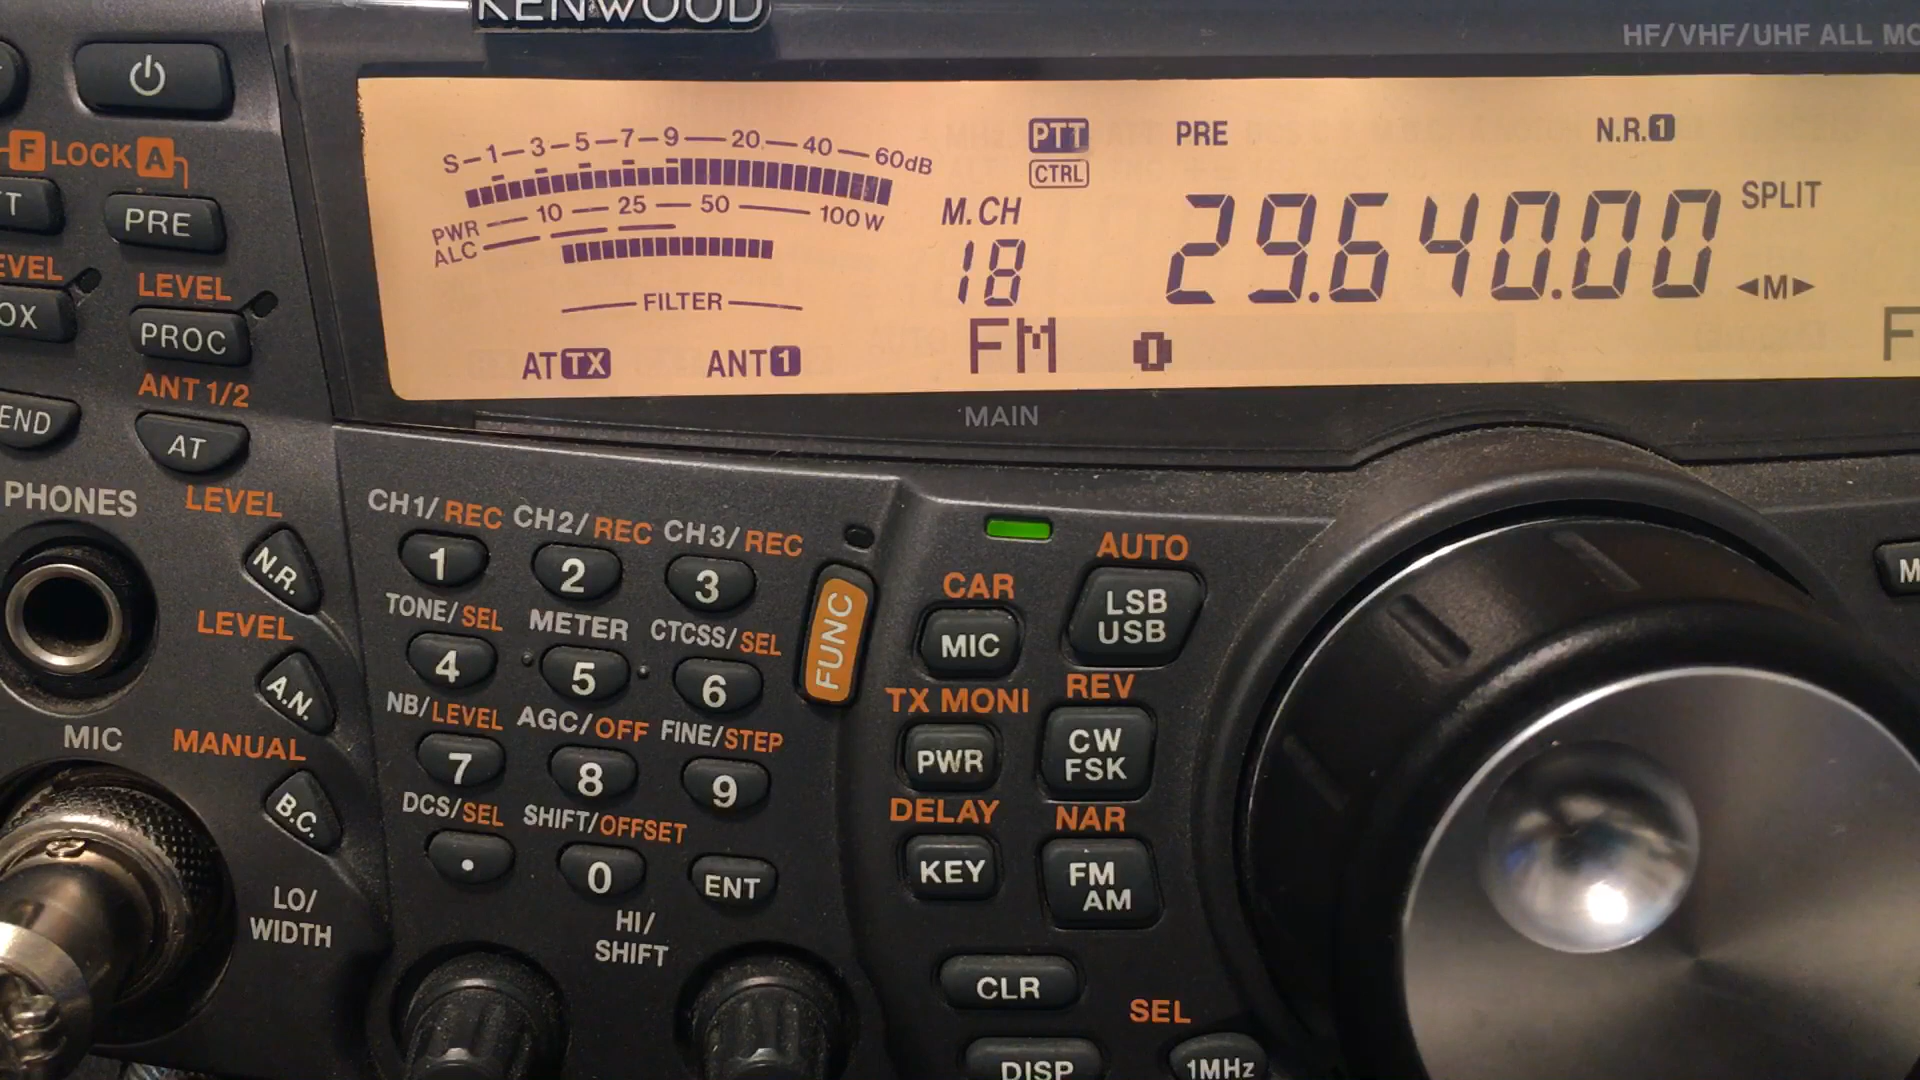 KENWOOD
HF/VHF/UHF ALL
S-1-3-5-7-9-20-40-60dB
PWR 10 25 50 100 W
ALC
FILTER
AT TX
ANT 1
PTT
CTRL
PRE
N.R. 1
M.CH
18
29.640.00
SPLIT
◄M►
FM
MAIN
F LOCK A
PRE
LEVEL
PROC
ANT 1/2
AT
PHONES
LEVEL
N.R.
LEVEL
A.N.
MIC
MANUAL
B.C.
LO/
WIDTH
HI/
SHIFT
CH1/REC CH2/REC CH3/REC
1 2 3
TONE/SEL METER CTCSS/SEL
4 5 6
NB/LEVEL AGC/OFF FINE/STEP
7 8 9
DCS/SEL SHIFT/OFFSET
. 0 ENT
FUNC
CAR
MIC
AUTO
LSB
USB
TX MONI
PWR
REV
CW
FSK
DELAY
KEY
NAR
FM
AM
CLR
SEL
DISP
1MHz